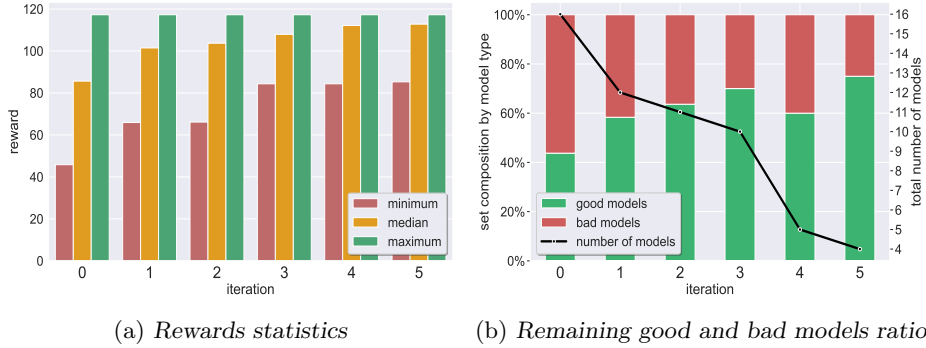 120
100
80
60
40
20
0
reward
minimum
median
maximum
0 1 2 3 4 5
iteration
(a) Rewards statistics
100%
80%
60%
40%
20%
0%
set composition by model type
good models
bad models
number of models
0 1 2 3 4 5
iteration
16
15
14
13
12
11
10
9
8
7
6
5
4
total number of models
(b) Remaining good and bad models ratio